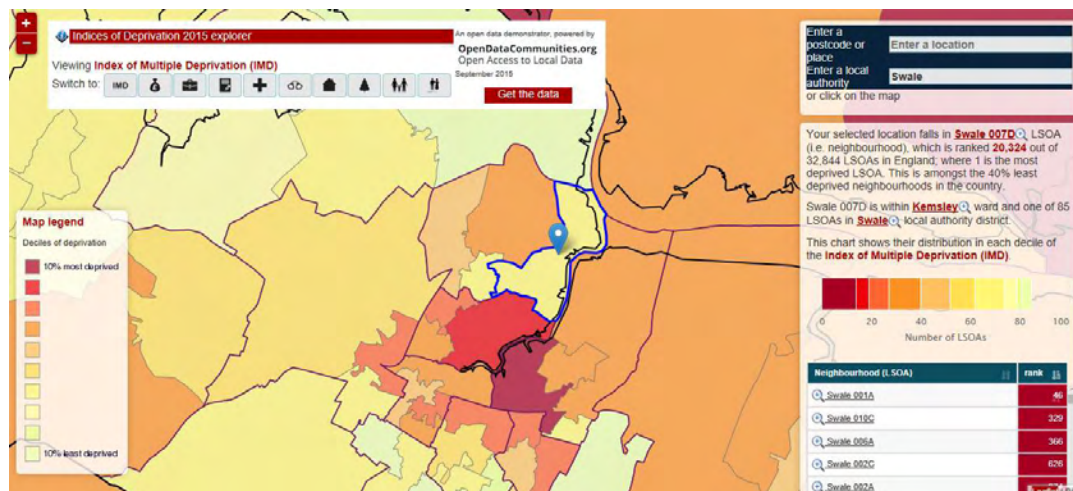 +
−
Indices of Deprivation 2015 explorer
An open data demonstrator, powered by
OpenDataCommunities.org
Open Access to Local Data
September 2015
Viewing Index of Multiple Deprivation (IMD)
Switch to: IMD
Get the data
Enter a postcode or place
Enter a location
Enter a local authority
Swale
or click on the map
Your selected location falls in Swale 007D LSOA
(i.e. neighbourhood), which is ranked 20,324 out of
32,844 LSOAs in England; where 1 is the most
deprived LSOA. This is amongst the 40% least
deprived neighbourhoods in the country.
Swale 007D is within Kemsley ward and one of 85
LSOAs in Swale local authority district.
This chart shows their distribution in each decile of
the Index of Multiple Deprivation (IMD).
0 20 40 60 80 100
Number of LSOAs
Neighbourhood (LSOA) rank
Swale 001A 46
Swale 010C 329
Swale 006A 366
Swale 002C 626
Swale 002A
Map legend
Deciles of deprivation
10% most deprived
10% least deprived